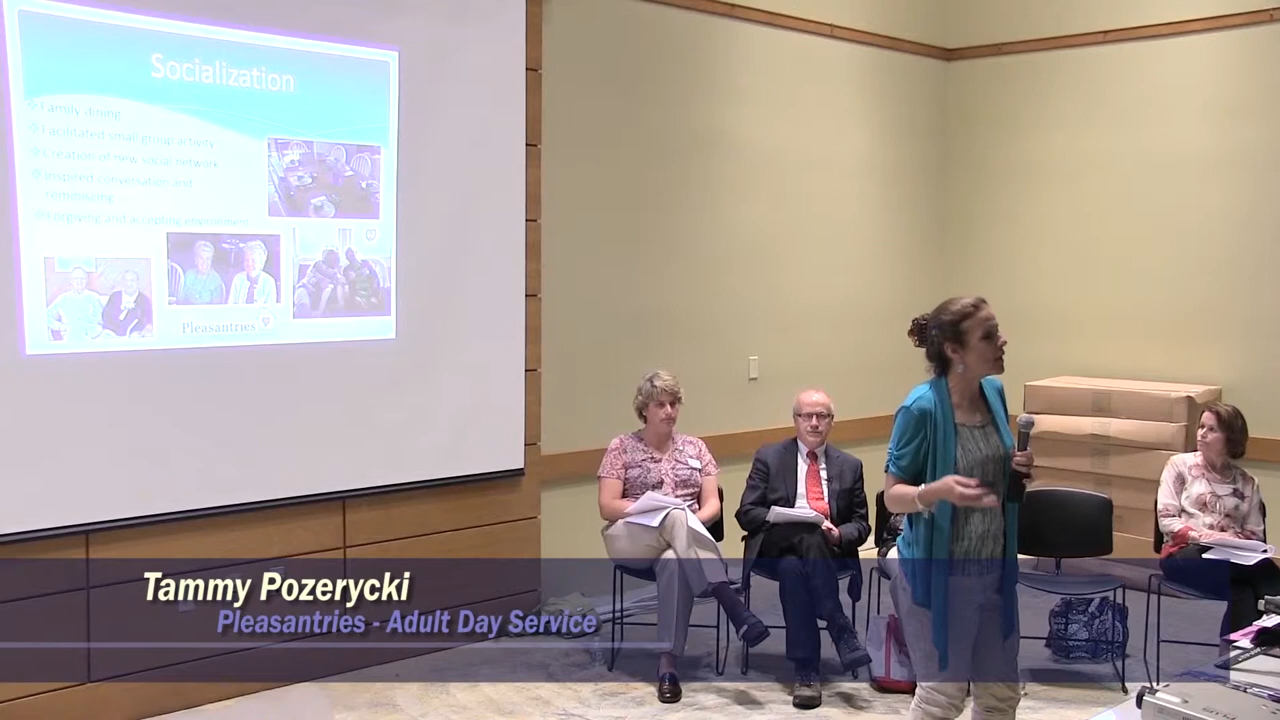 Socialization
Family dining
Facilitated small group activity
Creation of new social network
Inspired conversation and
reminiscing
Forgiving and accepting environment
Pleasantries
Tammy Pozerycki
Pleasantries - Adult Day Service